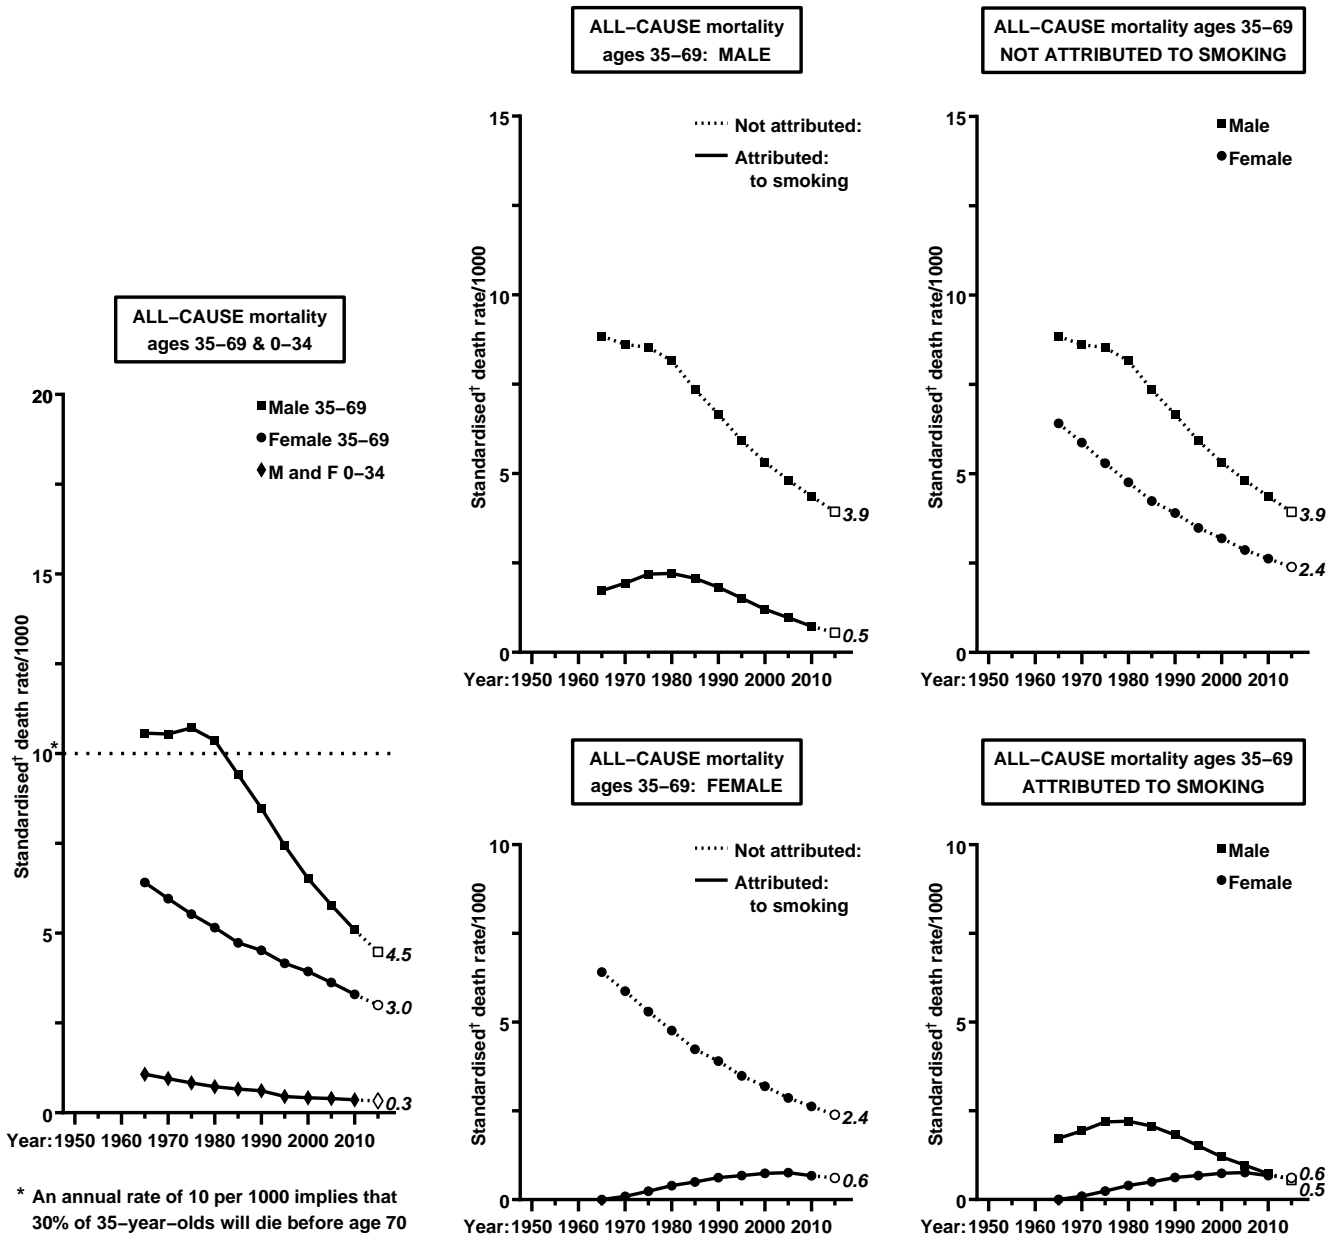 ALL−CAUSE mortality
ages 35−69 & 0−34
Standardised† death rate/1000
20
15
10*
5
0
Male 35−69
Female 35−69
M and F 0−34
4.5
3.0
0.3
Year: 1950 1960 1970 1980 1990 2000 2010
* An annual rate of 10 per 1000 implies that
30% of 35−year−olds will die before age 70
ALL−CAUSE mortality
ages 35−69: MALE
Standardised† death rate/1000
15
10
5
0
Not attributed:
Attributed:
to smoking
3.9
0.5
Year: 1950 1960 1970 1980 1990 2000 2010
ALL−CAUSE mortality ages 35−69
NOT ATTRIBUTED TO SMOKING
Standardised† death rate/1000
15
10
5
0
Male
Female
3.9
2.4
Year: 1950 1960 1970 1980 1990 2000 2010
ALL−CAUSE mortality
ages 35−69: FEMALE
Standardised† death rate/1000
10
5
0
Not attributed:
Attributed:
to smoking
2.4
0.6
Year: 1950 1960 1970 1980 1990 2000 2010
ALL−CAUSE mortality ages 35−69
ATTRIBUTED TO SMOKING
Standardised† death rate/1000
10
5
0
Male
Female
0.6
0.5
Year: 1950 1960 1970 1980 1990 2000 2010